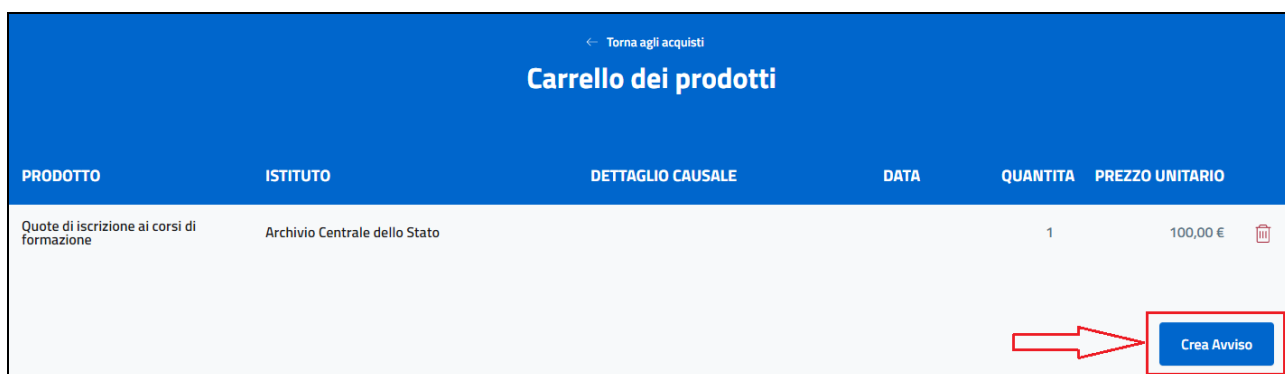 ← Torna agli acquisti
Carrello dei prodotti
PRODOTTO ISTITUTO DETTAGLIO CAUSALE DATA QUANTITA PREZZO UNITARIO
Quote di iscrizione ai corsi di
formazione
Archivio Centrale dello Stato 1 100,00 €
Crea Avviso